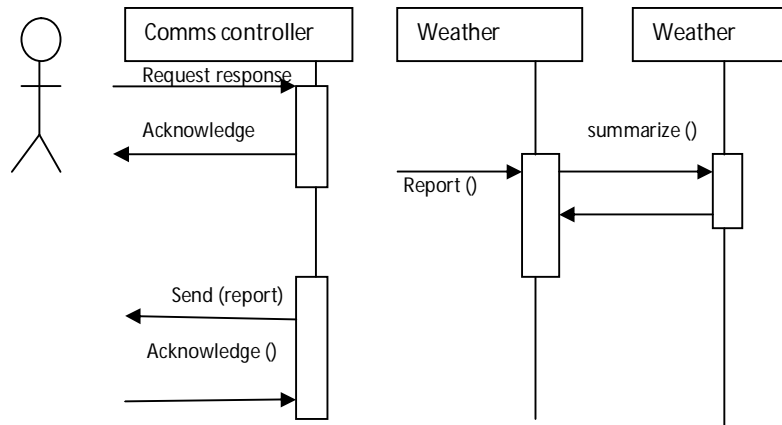 Comms controller
Weather
Weather
Request response
Acknowledge
summarize ()
Report ()
Send (report)
Acknowledge ()